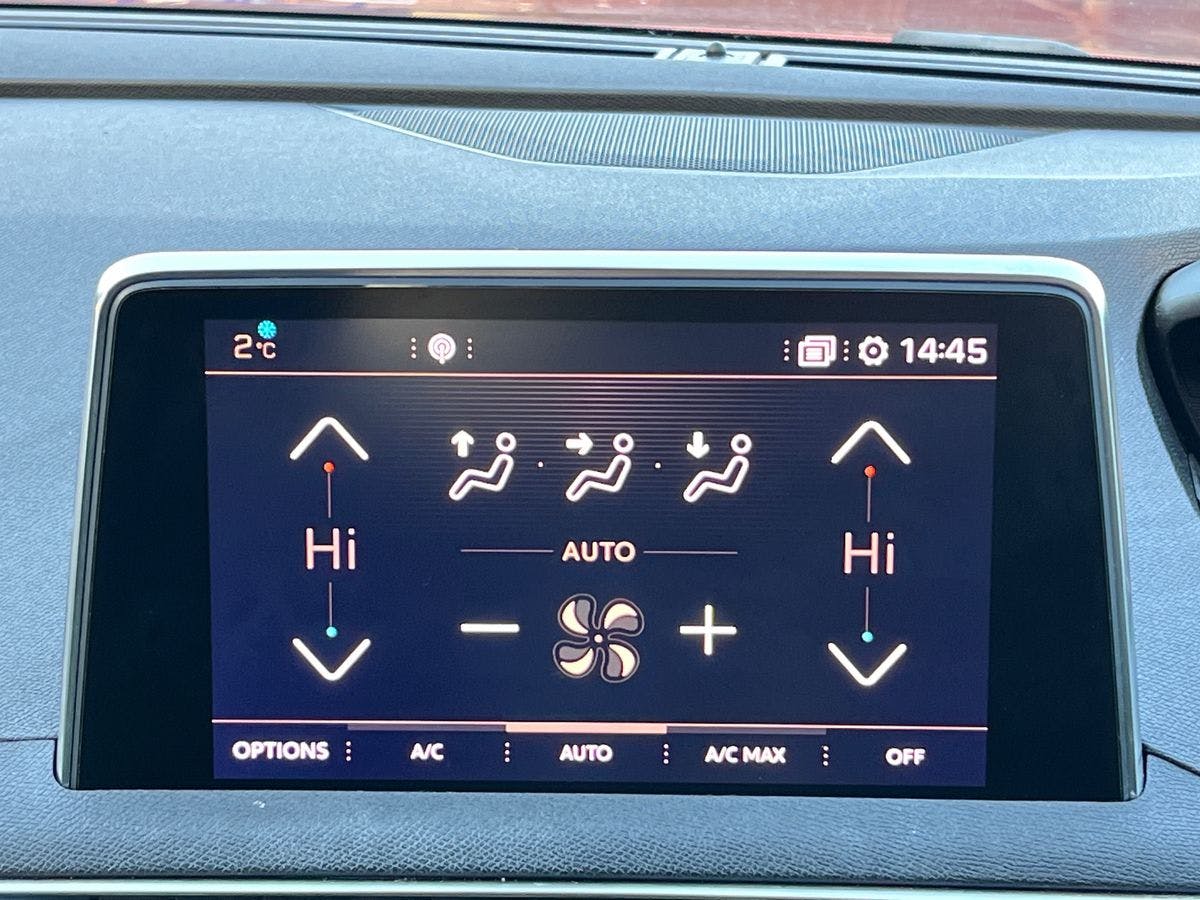 2°C
14:45
Hi
Hi
AUTO
OPTIONS
A/C
AUTO
A/C MAX
OFF